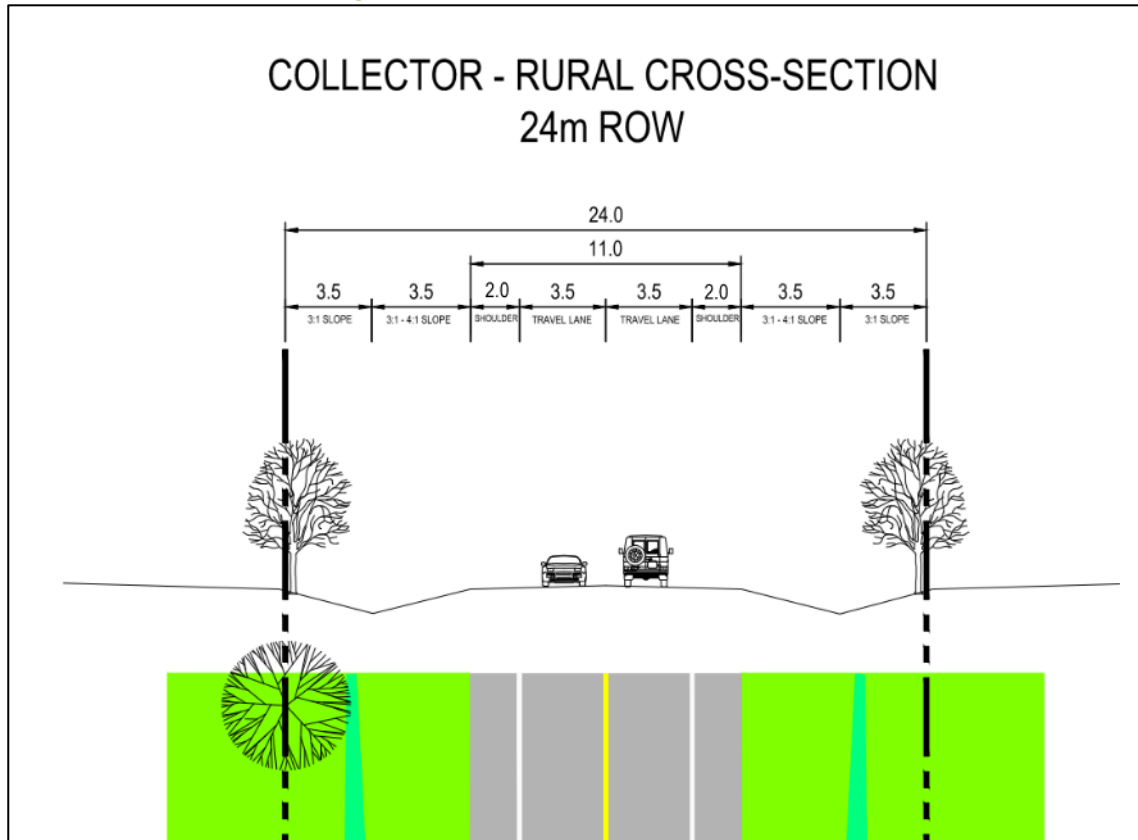 COLLECTOR - RURAL CROSS-SECTION
24m ROW
24.0
11.0
3.5 3.5 2.0 3.5 3.5 2.0 3.5 3.5
3:1 SLOPE 3:1 - 4:1 SLOPE SHOULDER TRAVEL LANE TRAVEL LANE SHOULDER 3:1 - 4:1 SLOPE 3:1 SLOPE